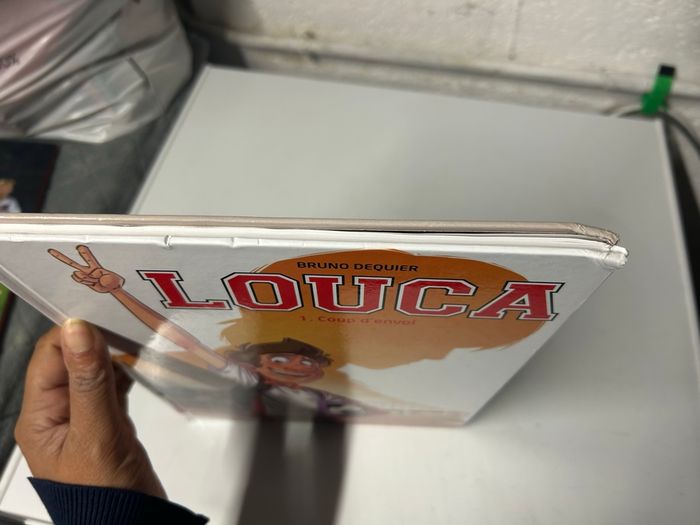 BRUNO DEQUIER
LOUCA
1. Coup d'envoi